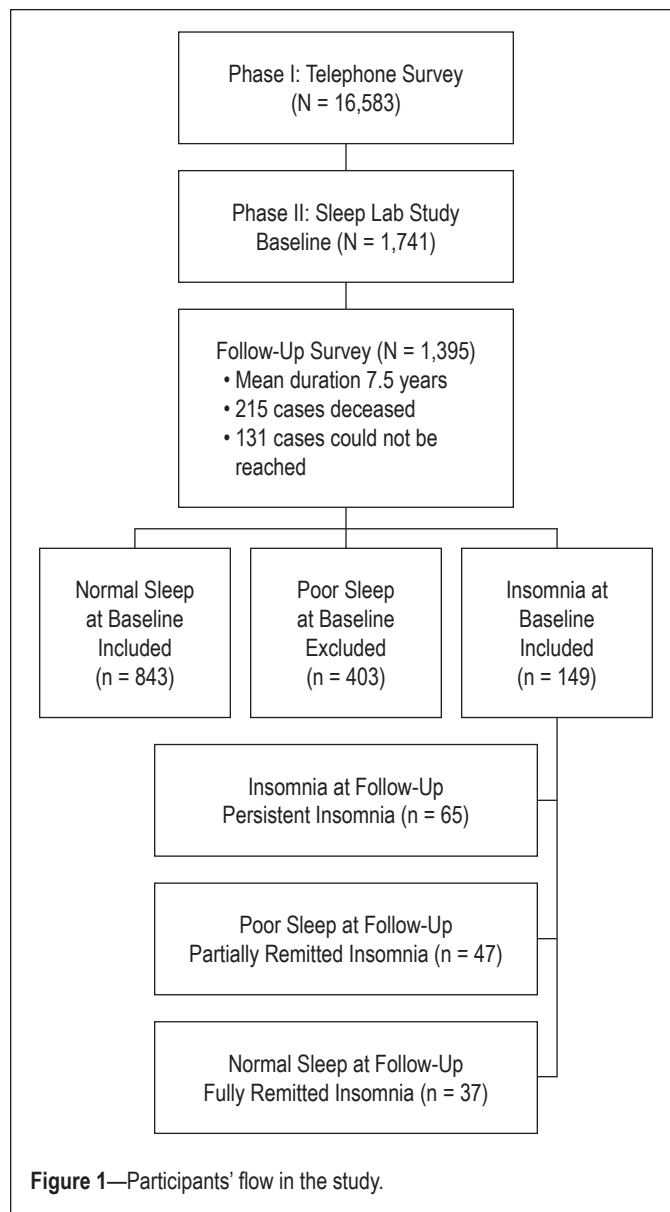 Phase I: Telephone Survey
(N = 16,583)
Phase II: Sleep Lab Study
Baseline (N = 1,741)
Follow-Up Survey (N = 1,395)
• Mean duration 7.5 years
• 215 cases deceased
• 131 cases could not be
reached
Normal Sleep
at Baseline
Included
(n = 843)
Poor Sleep
at Baseline
Excluded
(n = 403)
Insomnia at
Baseline
Included
(n = 149)
Insomnia at Follow-Up
Persistent Insomnia (n = 65)
Poor Sleep at Follow-Up
Partially Remitted Insomnia (n = 47)
Normal Sleep at Follow-Up
Fully Remitted Insomnia (n = 37)
Figure 1—Participants’ flow in the study.